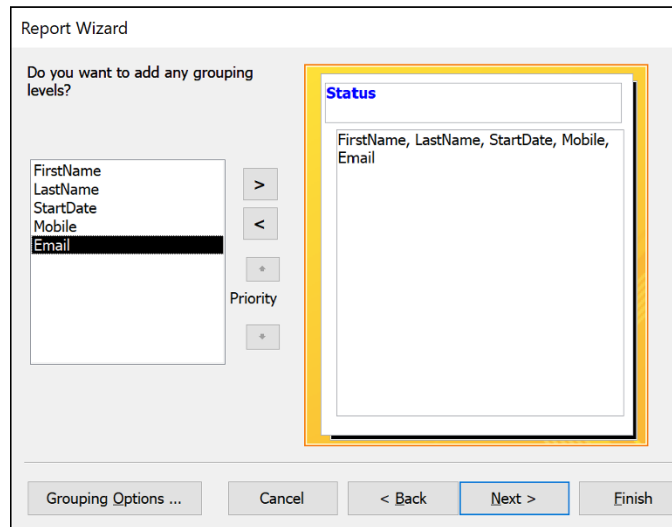 Report Wizard
Do you want to add any grouping
levels?
FirstName
LastName
StartDate
Mobile
Email
>
<
Priority
Status
FirstName, LastName, StartDate, Mobile,
Email
Grouping Options ...
Cancel
< Back
Next >
Finish